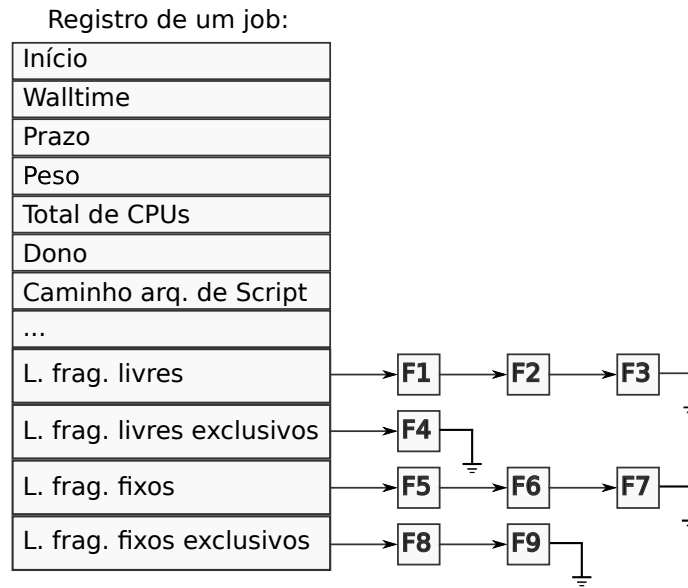 Registro de um job:
Início
Walltime
Prazo
Peso
Total de CPUs
Dono
Caminho arq. de Script
...
L. frag. livres F1 F2 F3
L. frag. livres exclusivos F4
L. frag. fixos F5 F6 F7
L. frag. fixos exclusivos F8 F9